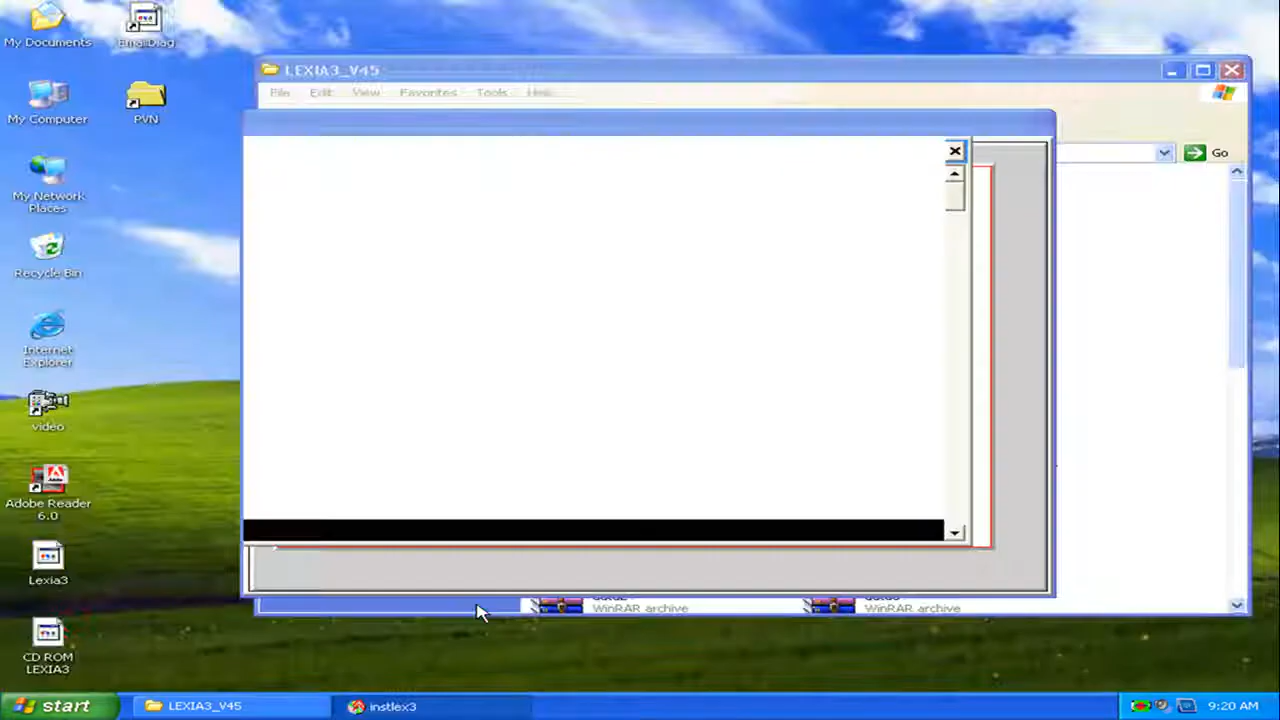 My Documents
EmailDiag
LEXIA3_V45
File Edit View Favorites Tools Help
My Computer
PVN
Go
My Network
Places
Recycle Bin
Internet
Explorer
video
Adobe Reader
6.0
Lexia3
WinRAR archive
WinRAR archive
CD ROM
LEXIA3
start
LEXIA3_V45
instlex3
9:20 AM